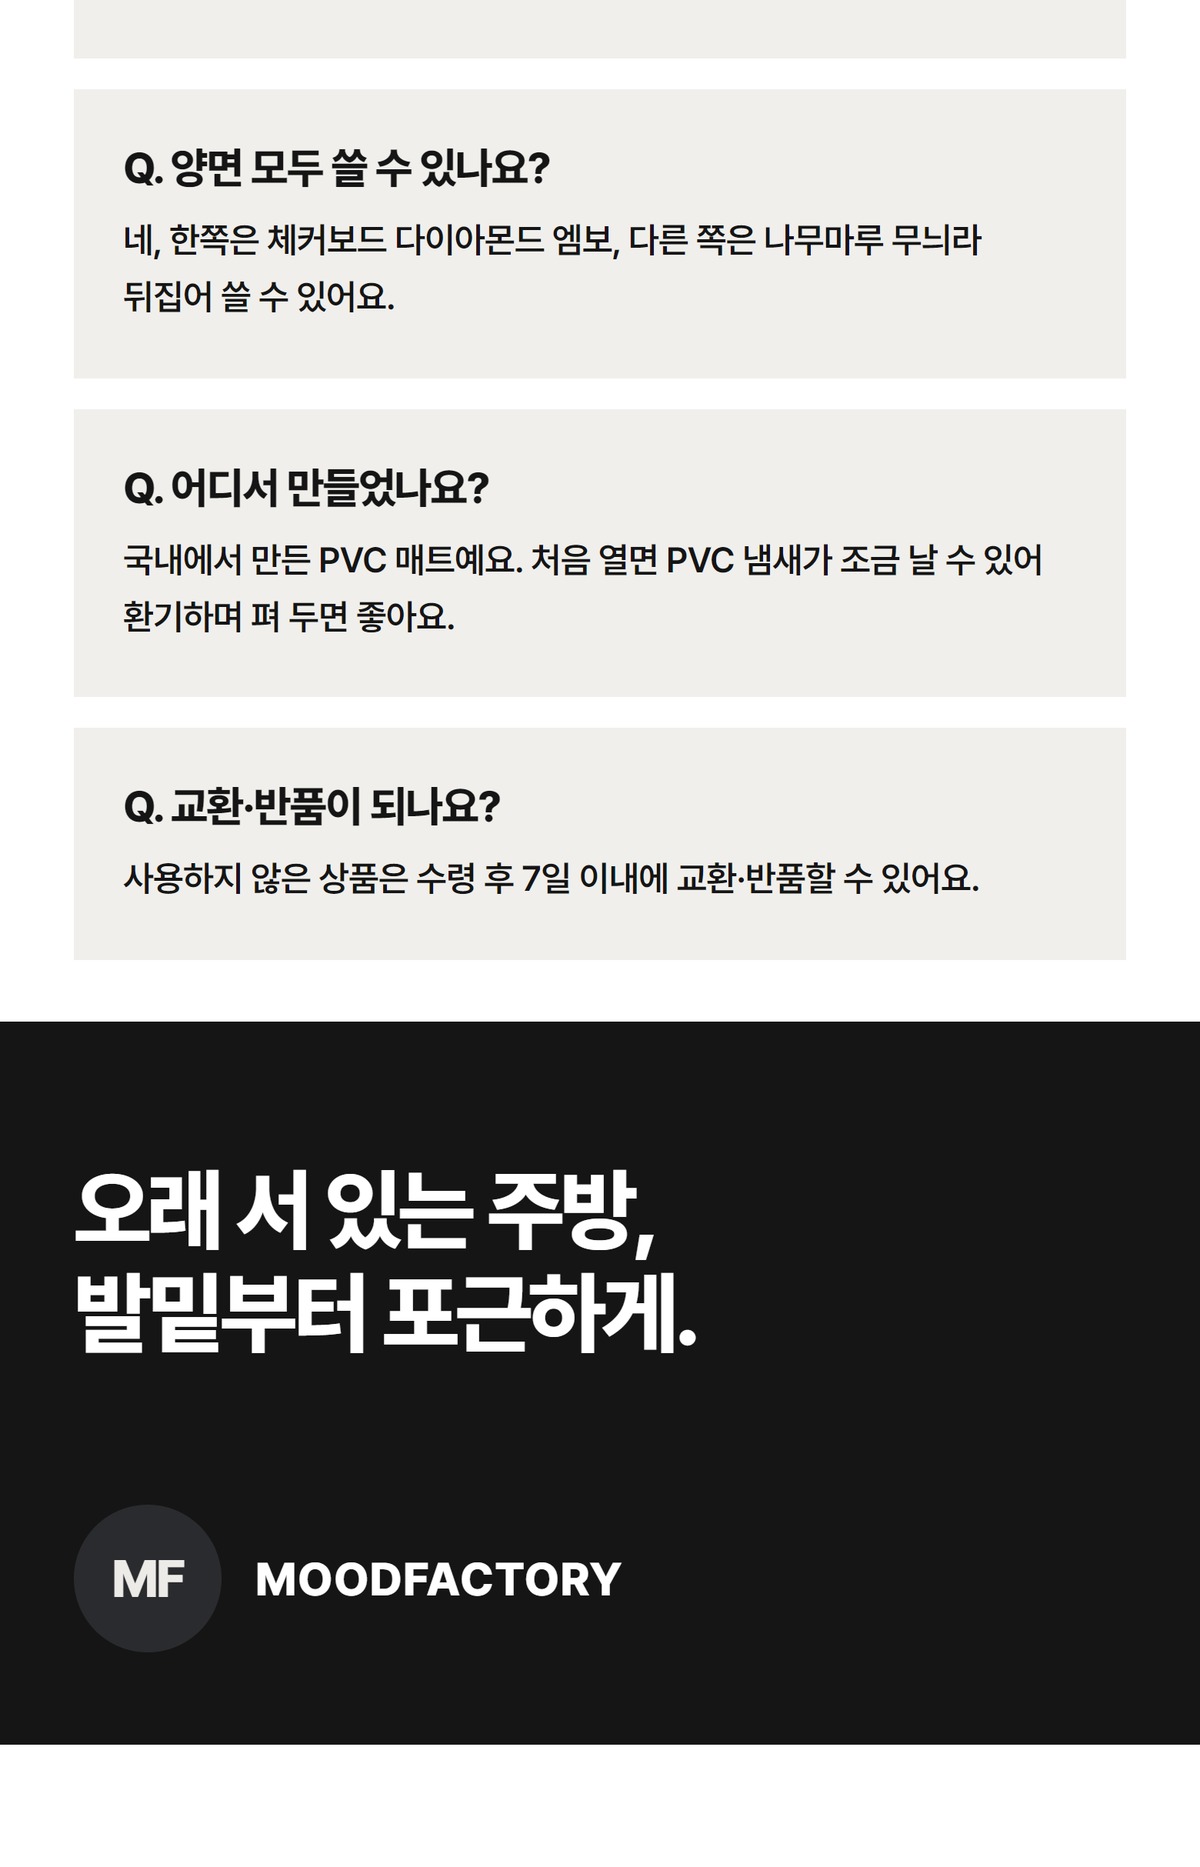 Q. 양면 모두 쓸 수 있나요?
네, 한쪽은 체커보드 다이아몬드 엠보, 다른 쪽은 나무마루 무늬라
뒤집어 쓸 수 있어요.
Q. 어디서 만들었나요?
국내에서 만든 PVC 매트예요. 처음 열면 PVC 냄새가 조금 날 수 있어
환기하며 펴 두면 좋아요.
Q. 교환·반품이 되나요?
사용하지 않은 상품은 수령 후 7일 이내에 교환·반품할 수 있어요.
오래 서 있는 주방,
발밑부터 포근하게.
MF MOODFACTORY